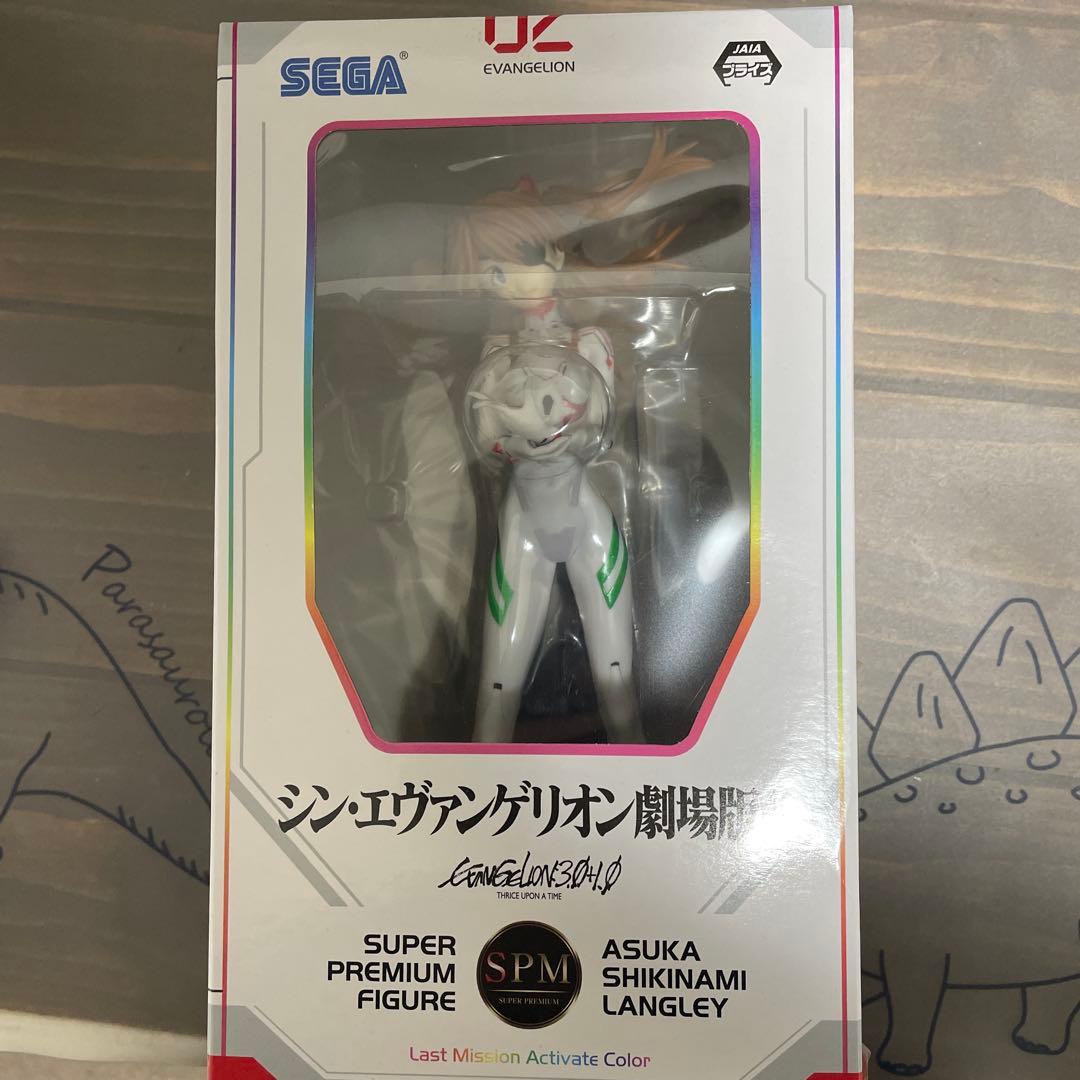 SEGA®
02
EVANGELION
JAIA
プライズ
Parasaurol
シン・エヴァンゲリオン劇場版
EVANGELION:3.0+1.0
THRICE UPON A TIME
SUPER
PREMIUM
FIGURE
SPM
SUPER PREMIUM
ASUKA
SHIKINAMI
LANGLEY
Last Mission Activate Color